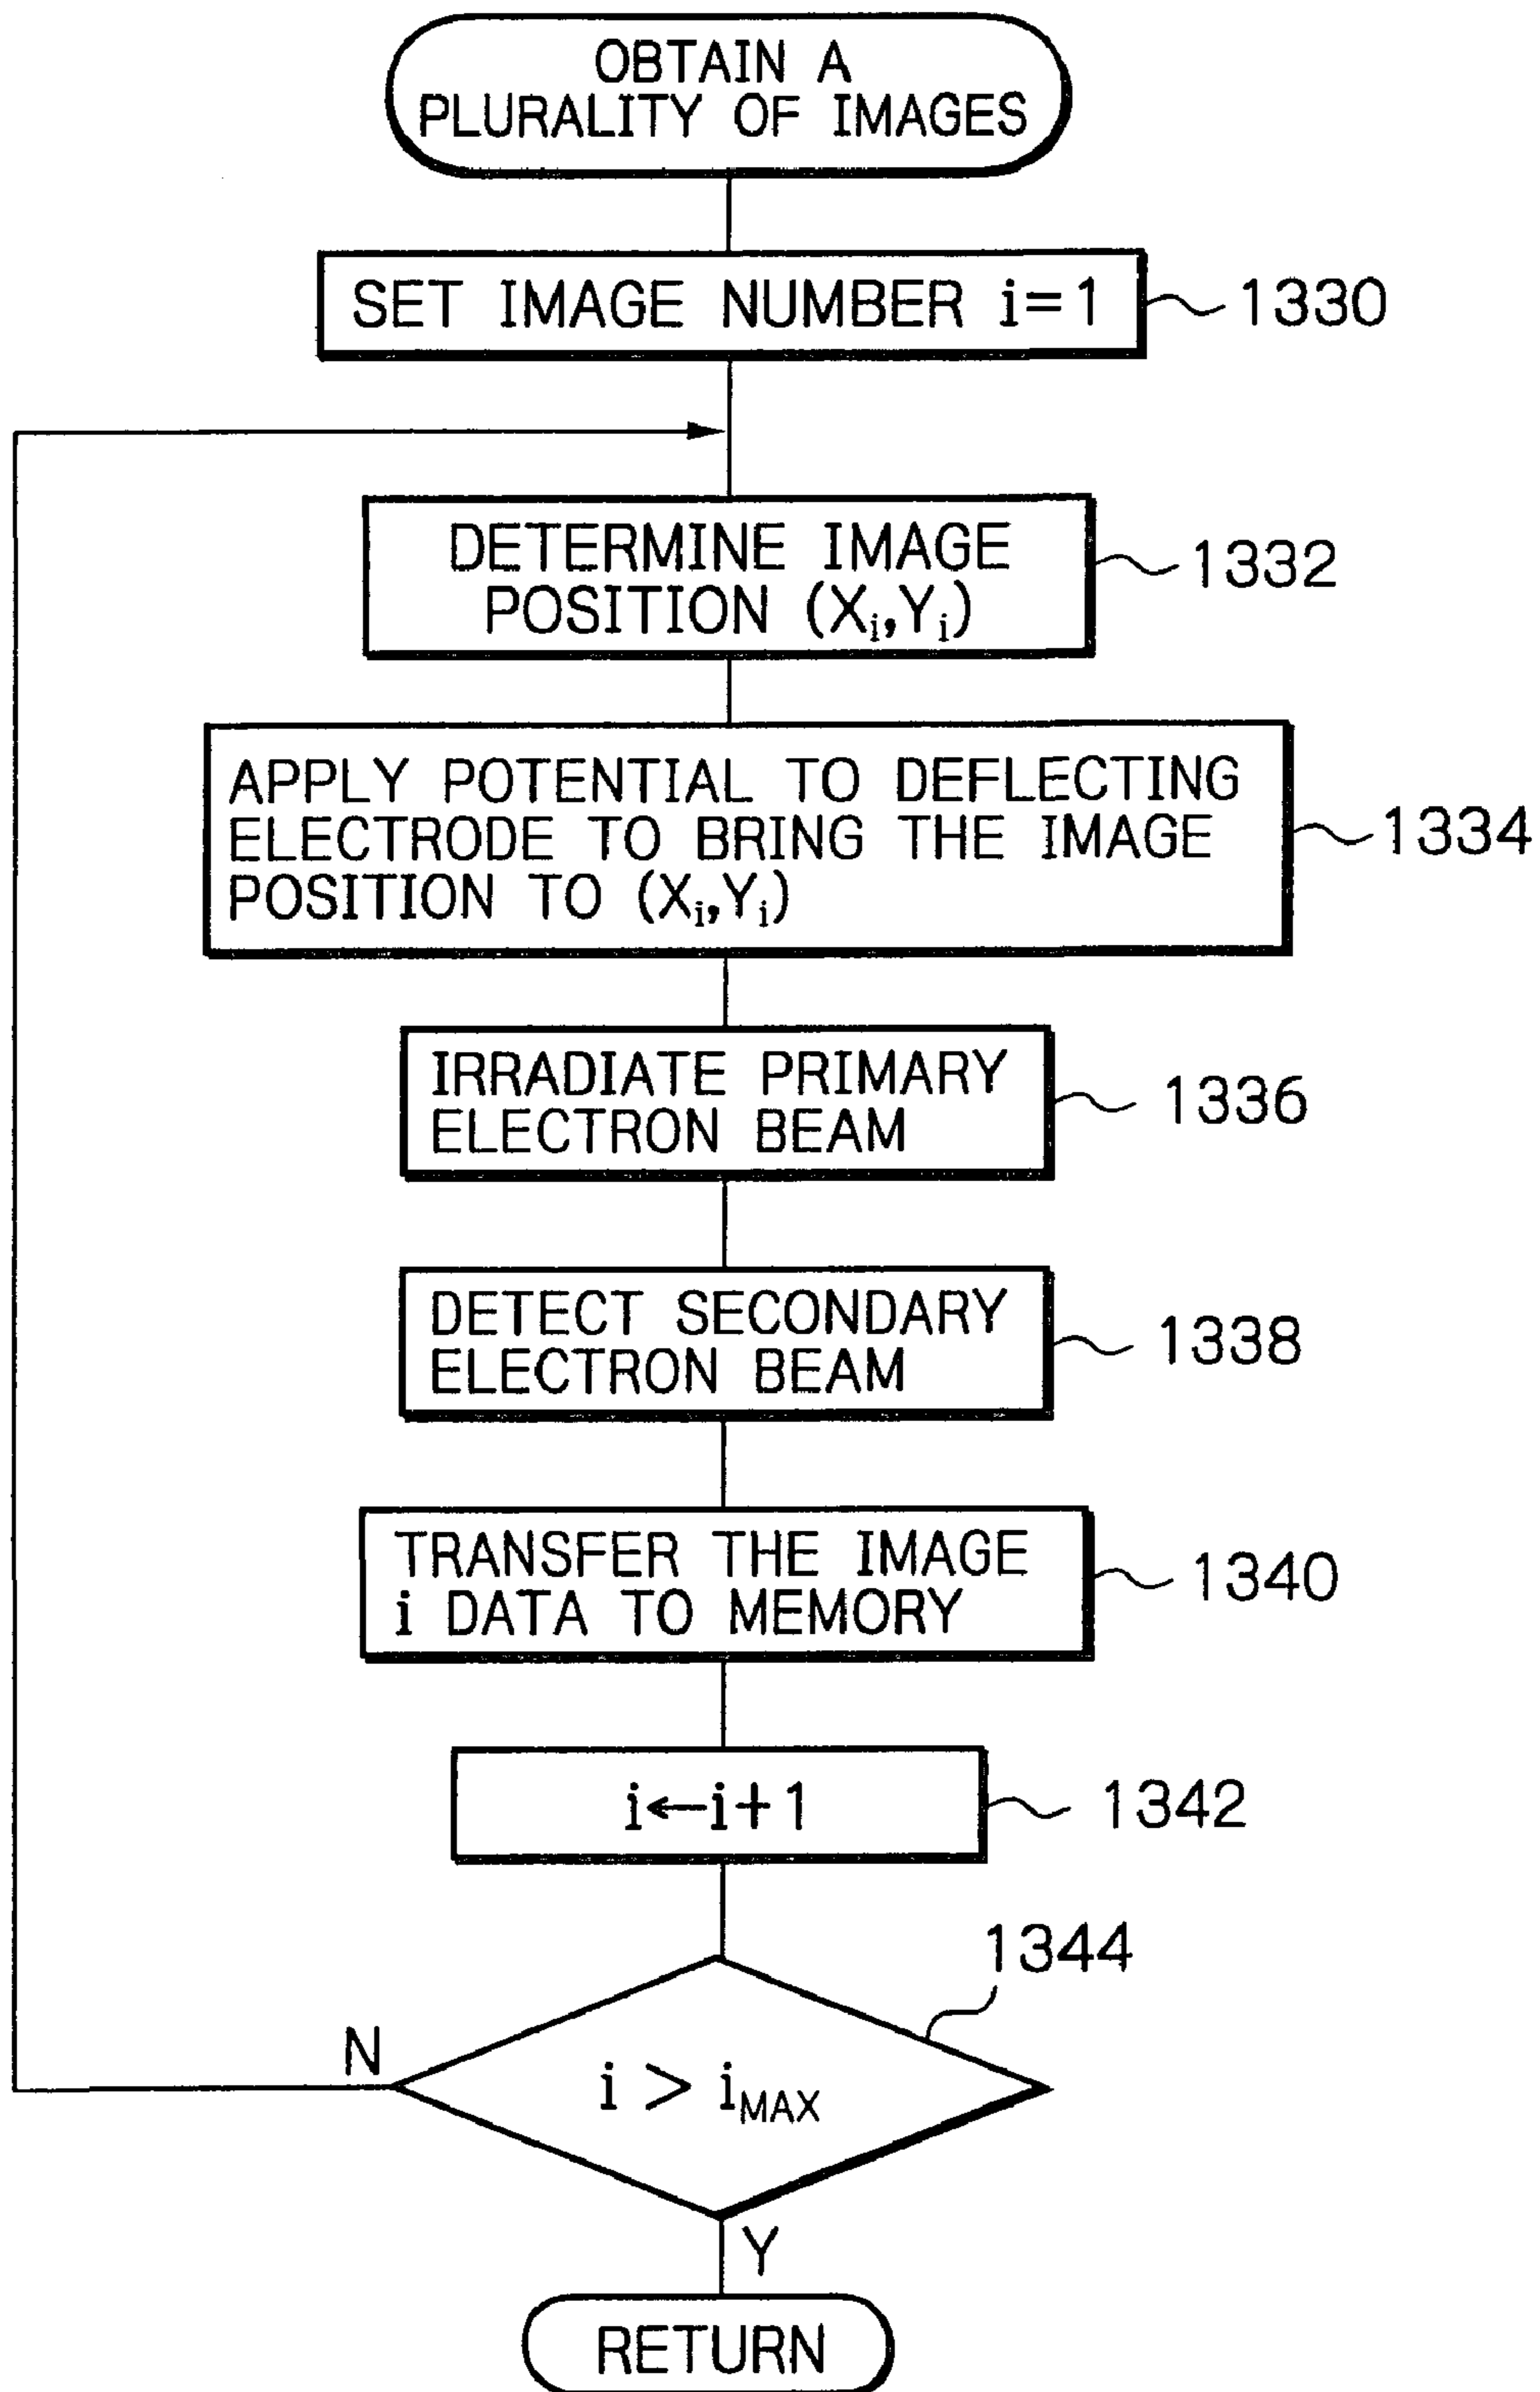 OBTAIN A
PLURALITY OF IMAGES
SET IMAGE NUMBER i=1
1330
DETERMINE IMAGE
POSITION (Xi,Yi)
1332
APPLY POTENTIAL TO DEFLECTING
ELECTRODE TO BRING THE IMAGE
POSITION TO (Xi,Yi)
1334
IRRADIATE PRIMARY
ELECTRON BEAM
1336
DETECT SECONDARY
ELECTRON BEAM
1338
TRANSFER THE IMAGE
i DATA TO MEMORY
1340
i←i+1
1342
1344
N
i > iMAX
Y
RETURN